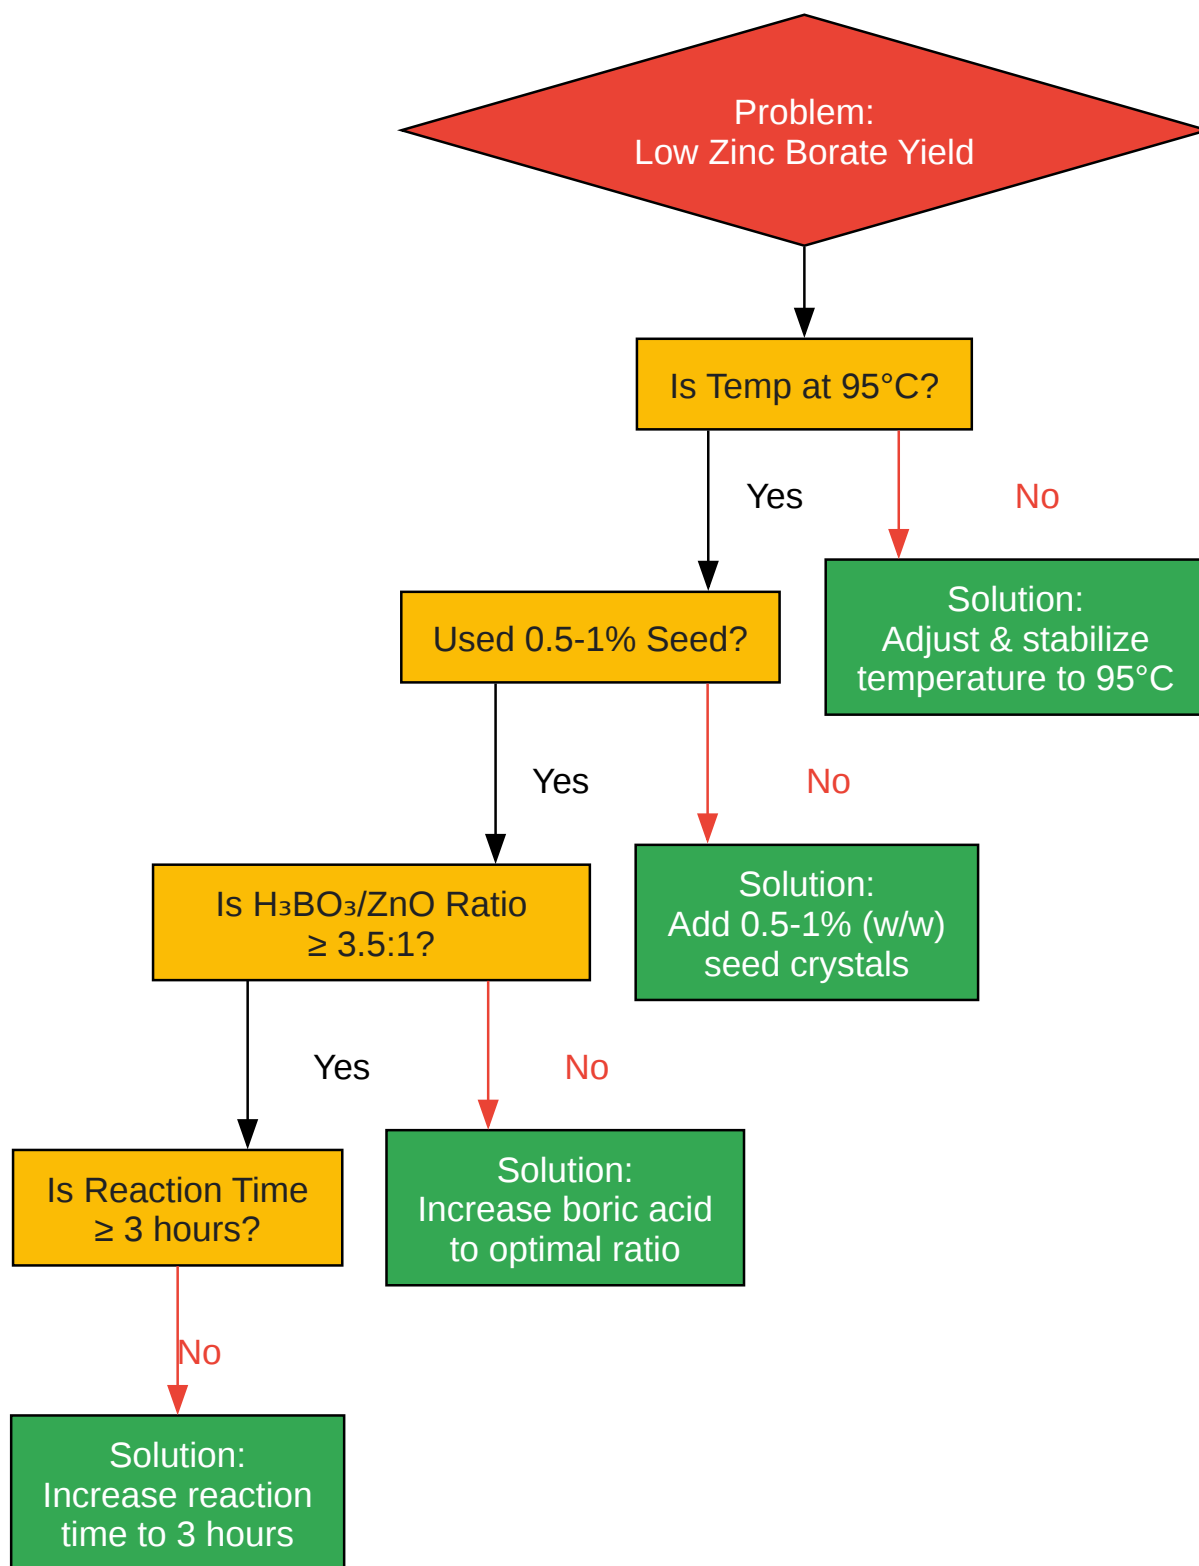 Problem:
Low Zinc Borate Yield
Is Temp at 95°C?
Yes
No
Solution:
Adjust & stabilize
temperature to 95°C
Used 0.5-1% Seed?
Yes
No
Solution:
Add 0.5-1% (w/w)
seed crystals
Is H₃BO₃/ZnO Ratio
≥ 3.5:1?
Yes
No
Solution:
Increase boric acid
to optimal ratio
Is Reaction Time
≥ 3 hours?
No
Solution:
Increase reaction
time to 3 hours